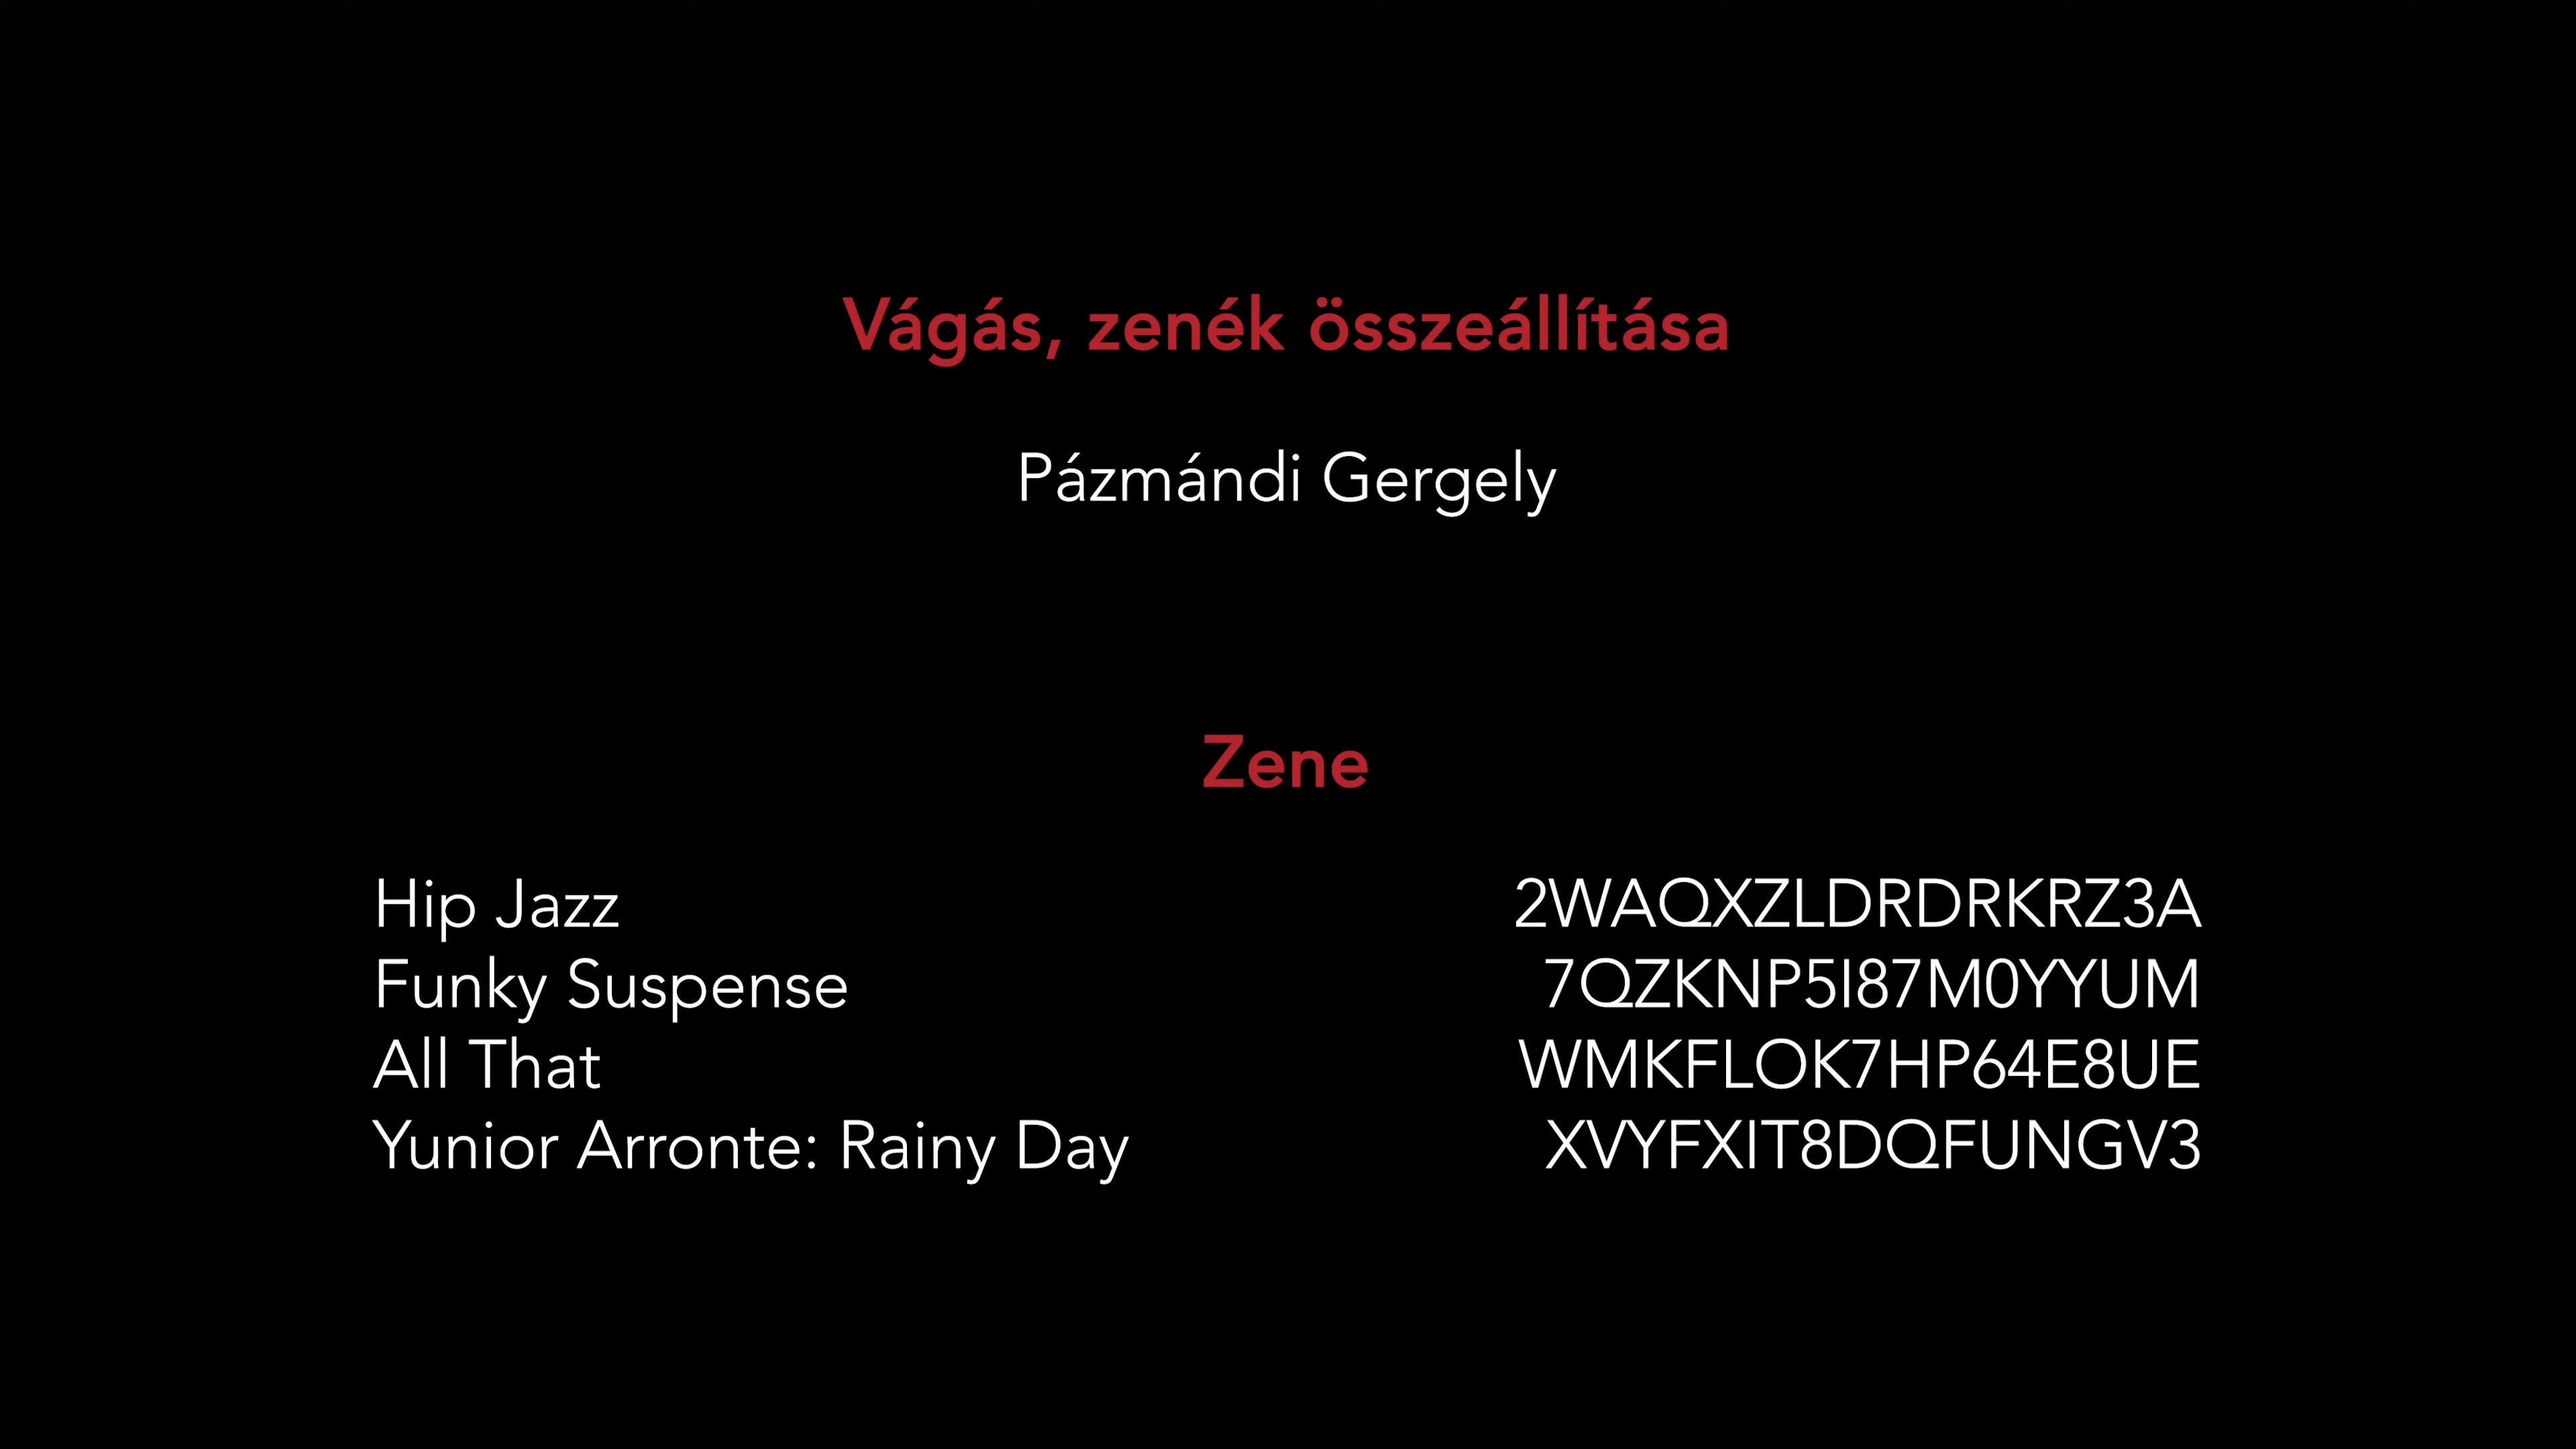 Vágás, zenék összeállítása
Pázmándi Gergely
Zene
Hip Jazz 2WAQXZLDRDRKRZ3A
Funky Suspense 7QZKNP5I87M0YYUM
All That WMKFLOK7HP64E8UE
Yunior Arronte: Rainy Day XVYFXIT8DQFUNGV3